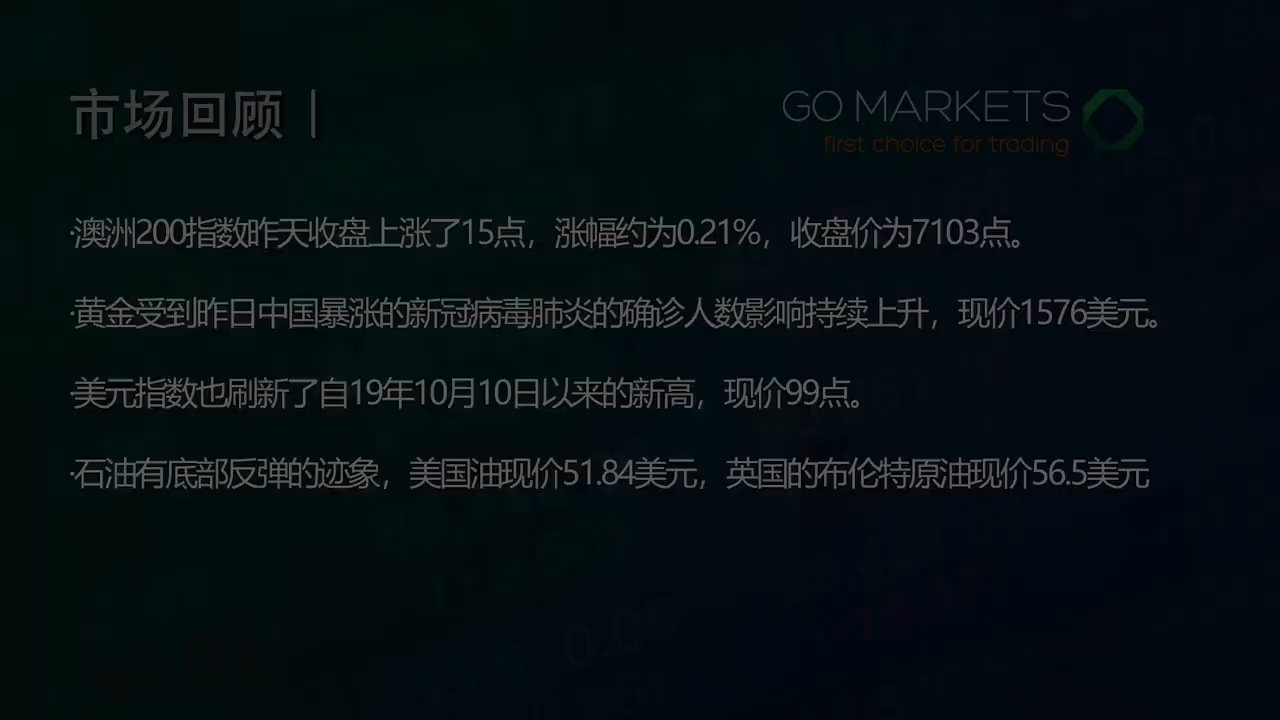 市场回顾｜
GO MARKETS
first choice for trading
·澳洲200指数昨天收盘上涨了15点，涨幅约为0.21%，收盘价为7103点。
·黄金受到昨日中国暴涨的新冠病毒肺炎的确诊人数影响持续上升，现价1576美元。
·美元指数也刷新了自19年10月10日以来的新高，现价99点。
·石油有底部反弹的迹象，美国油现价51.84美元，英国的布伦特原油现价56.5美元
0.06